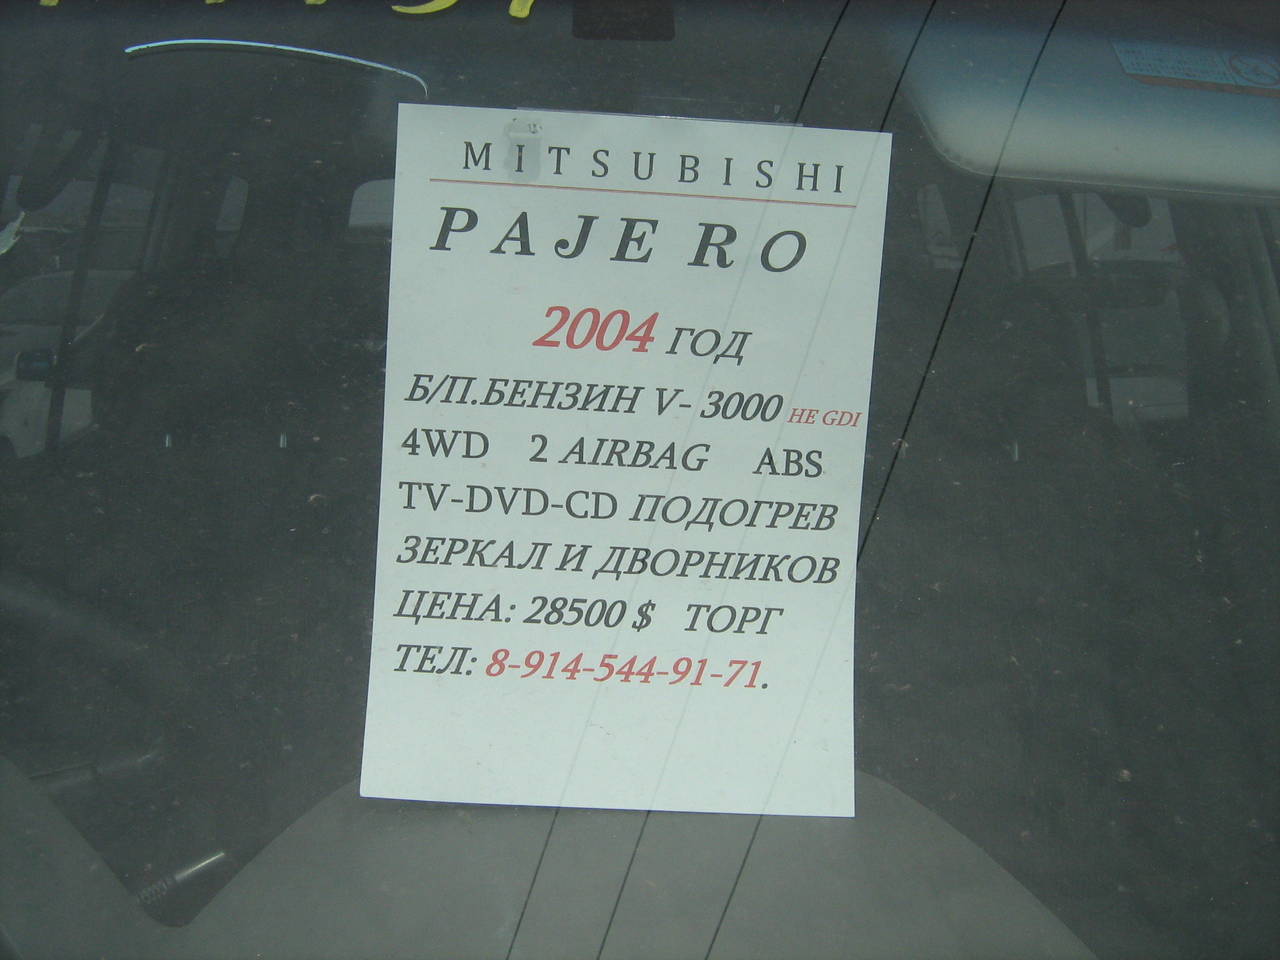 MITSUBISHI
PAJERO
2004 ГОД
Б/П.БЕНЗИН V- 3000 НЕ GDI
4WD 2 AIRBAG ABS
TV-DVD-CD ПОДОГРЕВ
ЗЕРКАЛ И ДВОРНИКОВ
ЦЕНА: 28500 $ ТОРГ
ТЕЛ: 8-914-544-91-71.